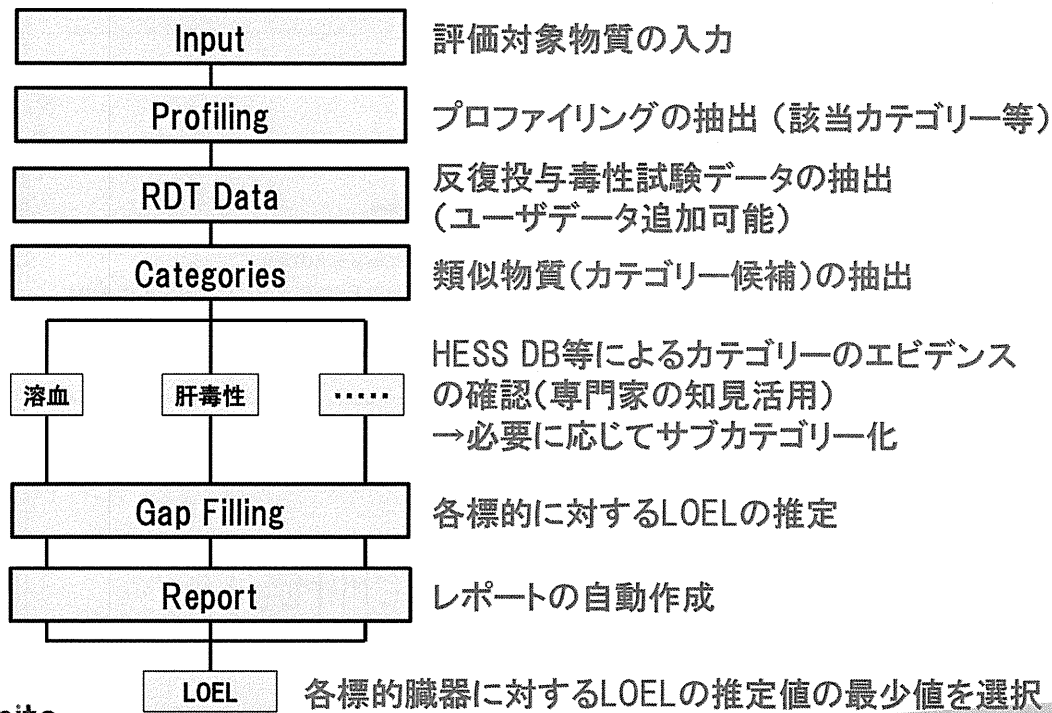 Input
評価対象物質の入力
Profiling
プロファイリングの抽出(該当カテゴリー等)
RDT Data
反復投与毒性試験データの抽出
(ユーザデータ追加可能)
Categories
類似物質(カテゴリー候補)の抽出
溶血
肝毒性
・・・・・
HESS DB等によるカテゴリーのエビデンス
の確認(専門家の知見活用)
→必要に応じてサブカテゴリー化
Gap Filling
各標的に対するLOELの推定
Report
レポートの自動作成
LOEL
各標的臓器に対するLOELの推定値の最少値を選択